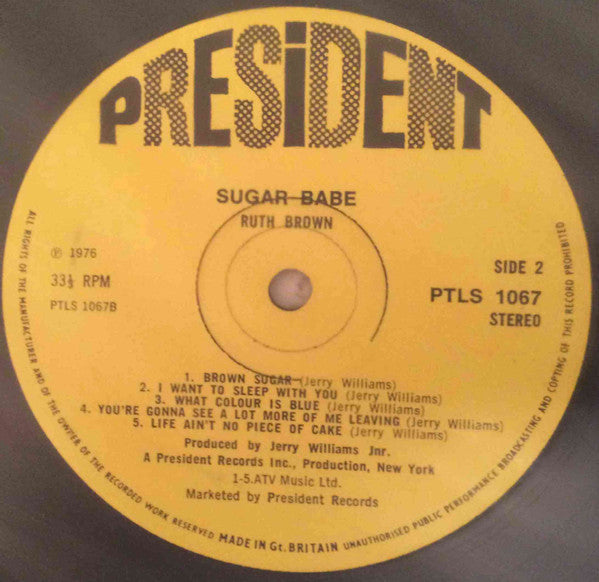 PRESiDENT
SUGAR BABE
RUTH BROWN
℗ 1976
33⅓ RPM
PTLS 1067B
SIDE 2
PTLS 1067
STEREO
1. BROWN SUGAR (Jerry Williams)
2. I WANT TO SLEEP WITH YOU (Jerry Williams)
3. WHAT COLOUR IS BLUE (Jerry Williams)
4. YOU'RE GONNA SEE A LOT MORE OF ME LEAVING (Jerry Williams)
5. LIFE AIN'T NO PIECE OF CAKE (Jerry Williams)
Produced by Jerry Williams Jnr.
A President Records Inc., Production, New York
1-5.ATV Music Ltd.
Marketed by President Records
ALL RIGHTS OF THE MANUFACTURER AND OF THE OWNER OF THE RECORDED WORK RESERVED MADE IN Gt. BRITAIN UNAUTHORISED PUBLIC PERFORMANCE BROADCASTING AND COPYING OF THIS RECORD PROHIBITED